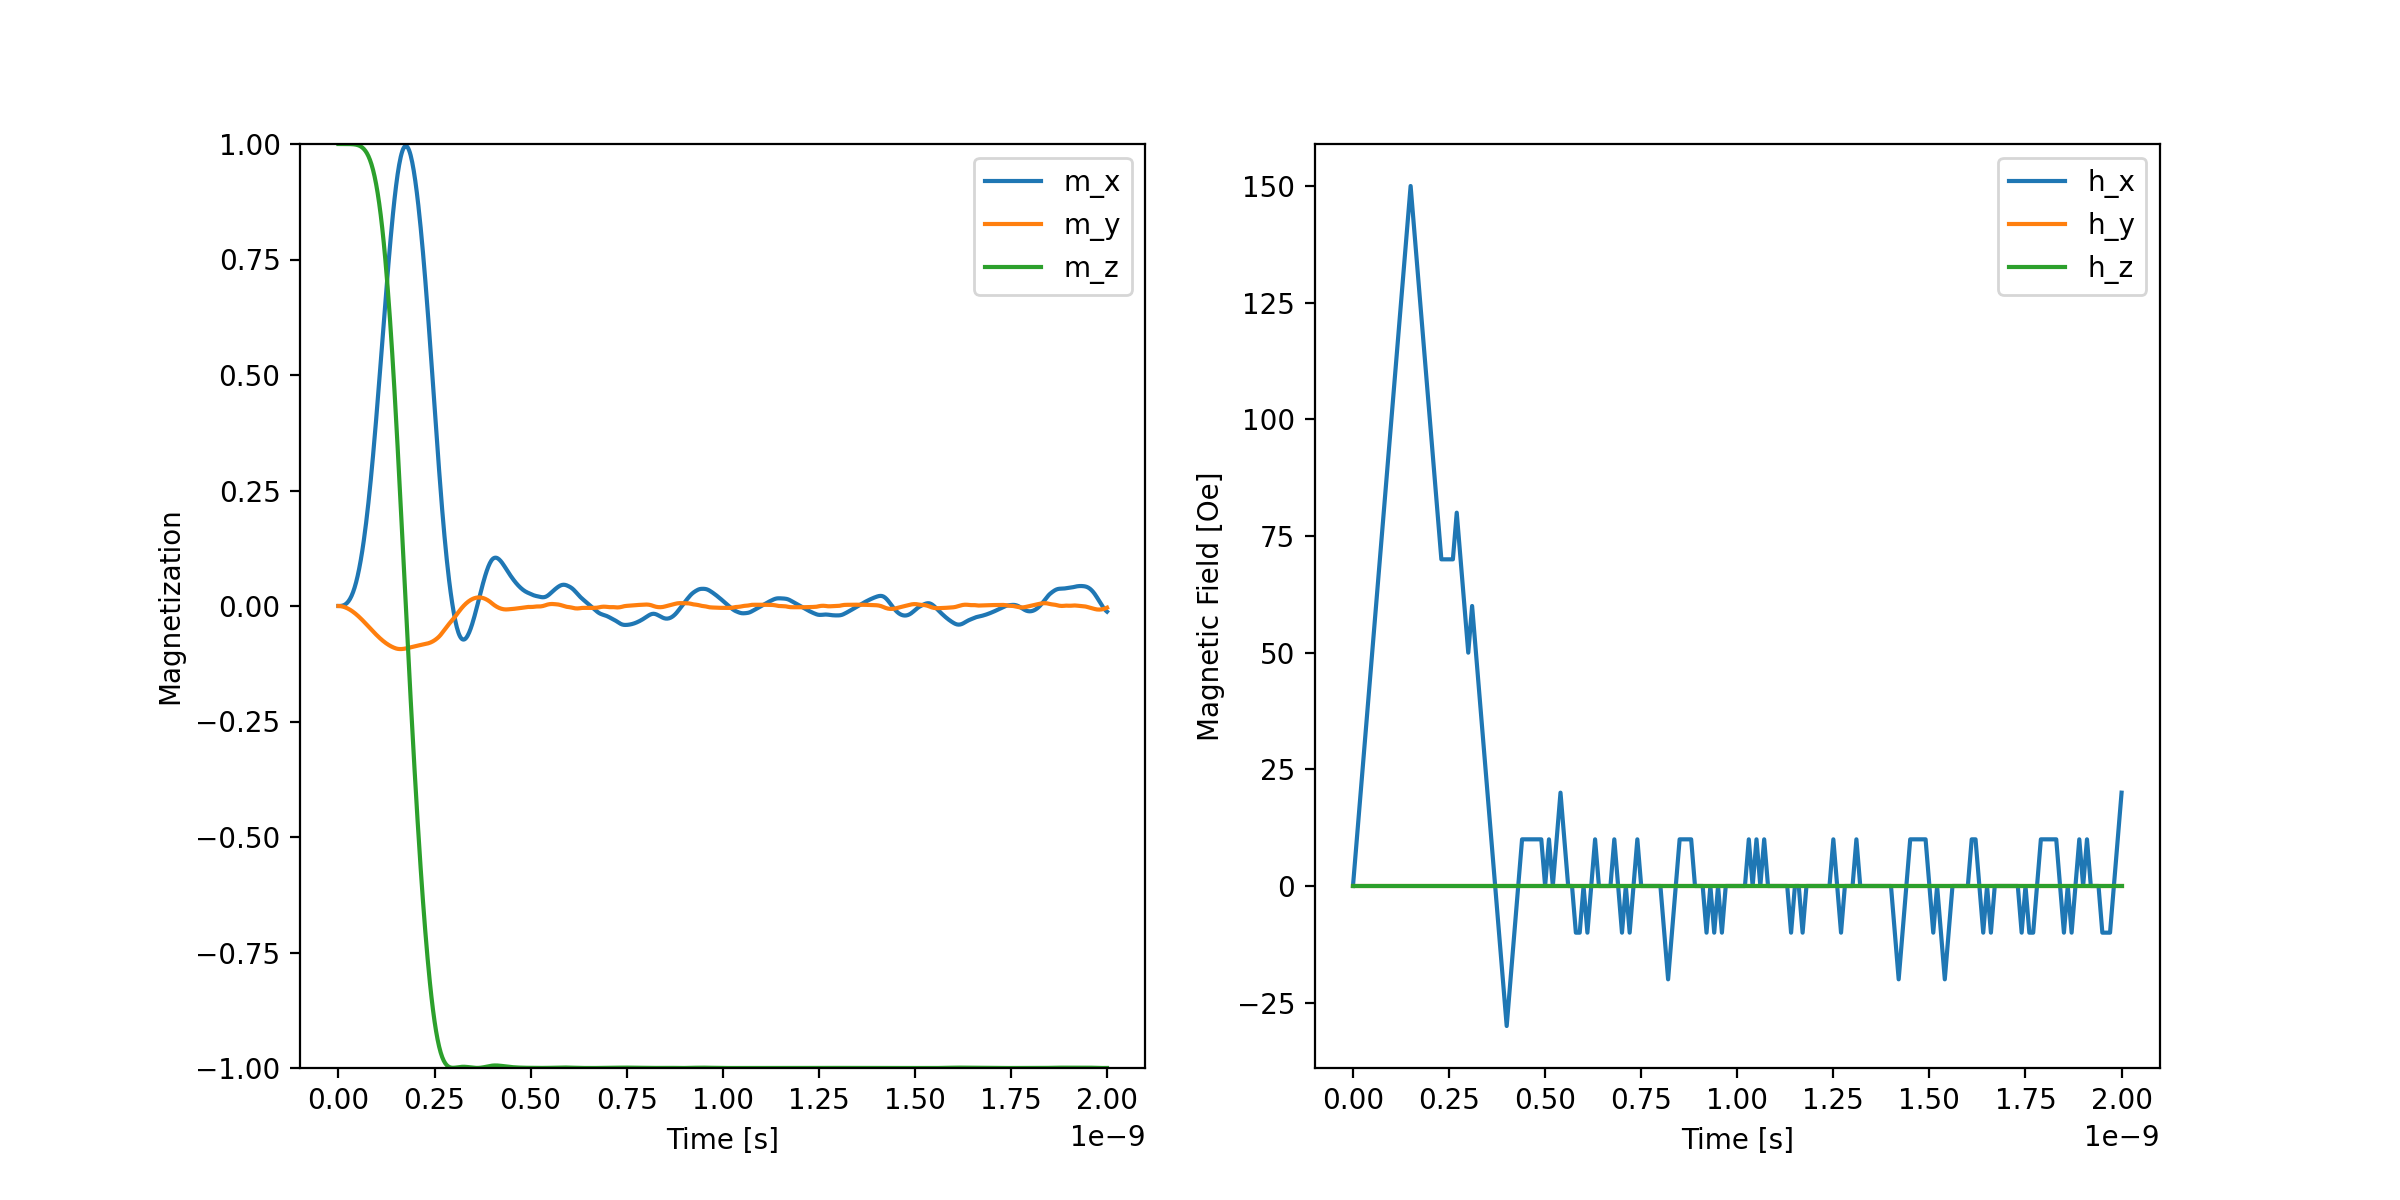 Magnetization
1.00
0.75
0.50
0.25
0.00
−0.25
−0.50
−0.75
−1.00
m_x
m_y
m_z
0.00 0.25 0.50 0.75 1.00 1.25 1.50 1.75 2.00
Time [s]
1e−9
Magnetic Field [Oe]
150
125
100
75
50
25
0
−25
h_x
h_y
h_z
0.00 0.25 0.50 0.75 1.00 1.25 1.50 1.75 2.00
Time [s]
1e−9